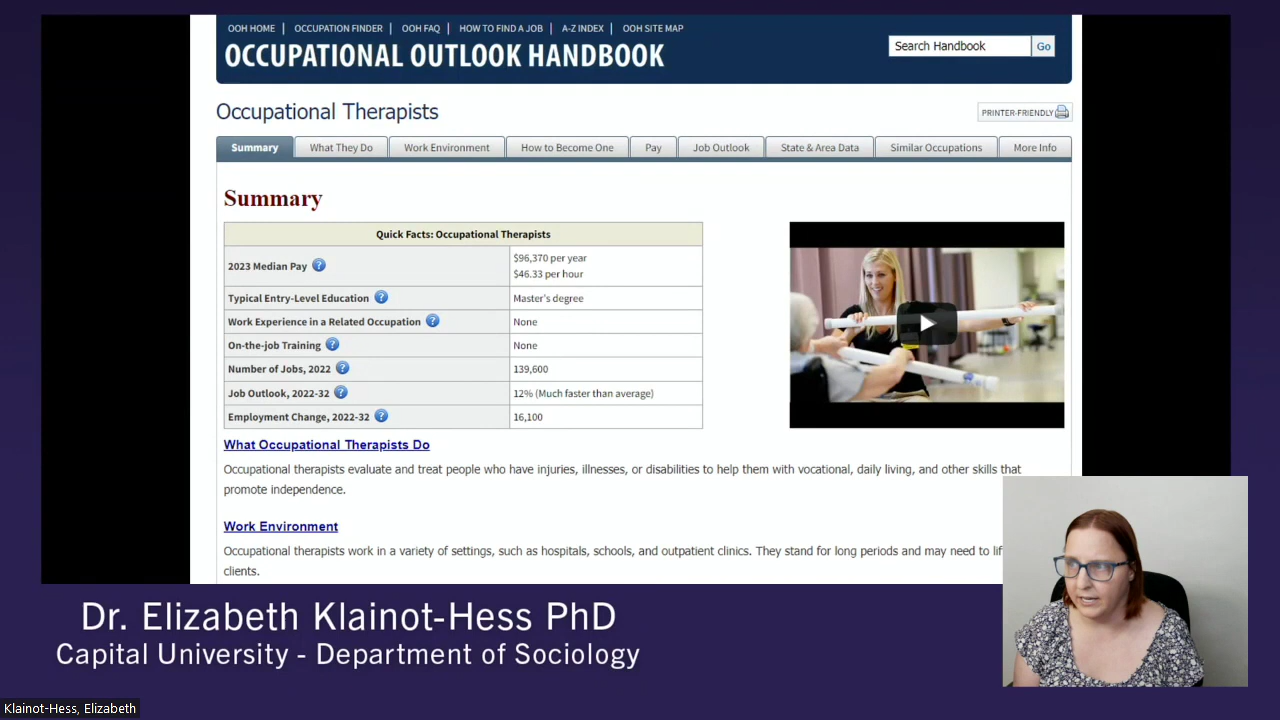 OOH HOME | OCCUPATION FINDER | OOH FAQ | HOW TO FIND A JOB | A-Z INDEX | OOH SITE MAP
OCCUPATIONAL OUTLOOK HANDBOOK
Search Handbook Go
Occupational Therapists
PRINTER-FRIENDLY
Summary What They Do Work Environment How to Become One Pay Job Outlook State & Area Data Similar Occupations More Info
Summary
Quick Facts: Occupational Therapists
2023 Median Pay ? $96,370 per year
$46.33 per hour
Typical Entry-Level Education ? Master's degree
Work Experience in a Related Occupation ? None
On-the-job Training ? None
Number of Jobs, 2022 ? 139,600
Job Outlook, 2022-32 ? 12% (Much faster than average)
Employment Change, 2022-32 ? 16,100
What Occupational Therapists Do
Occupational therapists evaluate and treat people who have injuries, illnesses, or disabilities to help them with vocational, daily living, and other skills that
promote independence.
Work Environment
Occupational therapists work in a variety of settings, such as hospitals, schools, and outpatient clinics. They stand for long periods and may need to
clients.
Dr. Elizabeth Klainot-Hess PhD
Capital University - Department of Sociology
Klainot-Hess, Elizabeth